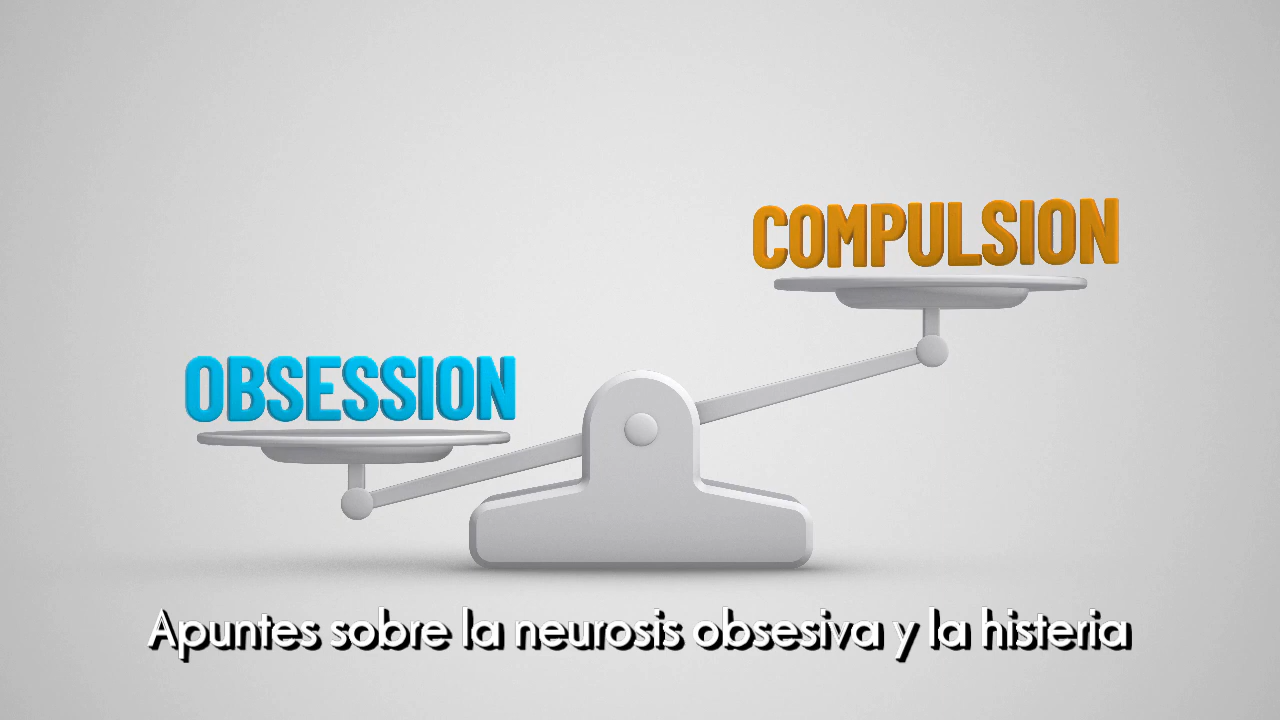 COMPULSION
OBSESSION
Apuntes sobre la neurosis obsesiva y la histeria